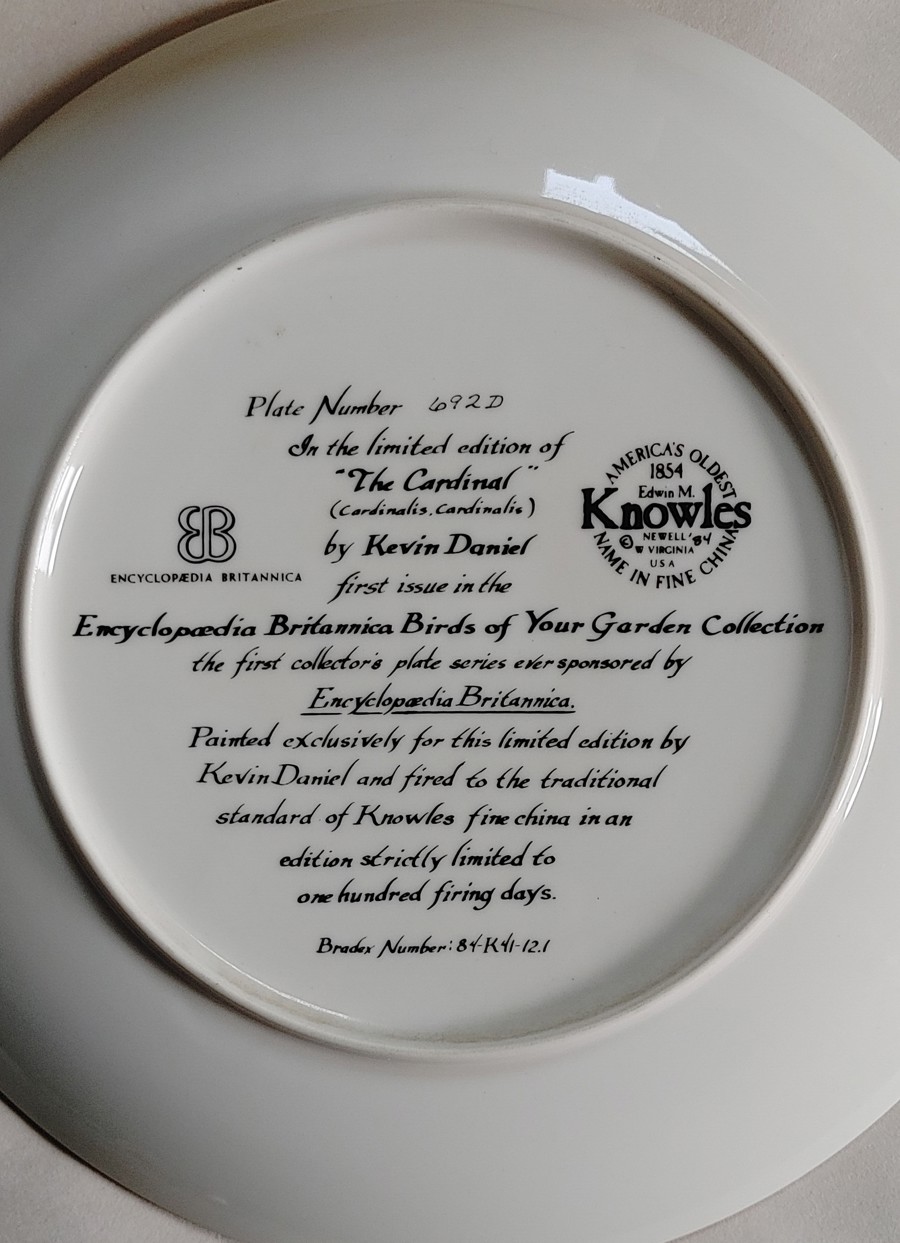 Plate Number 692D
In the limited edition of
"The Cardinal"
(Cardinalis, Cardinalis)
by Kevin Daniel
first issue in the
Encyclopædia Britannica Birds of Your Garden Collection
the first collector's plate series ever sponsored by
Encyclopædia Britannica.
Painted exclusively for this limited edition by
Kevin Daniel and fired to the traditional
standard of Knowles fine china in an
edition strictly limited to
one hundred firing days.
Bradex Number: 84-K41-12.1
ENCYCLOPÆDIA BRITANNICA
AMERICA'S OLDEST
1854
Edwin M.
Knowles
© NEWELL '84
W VIRGINIA
USA
NAME IN FINE CHINA